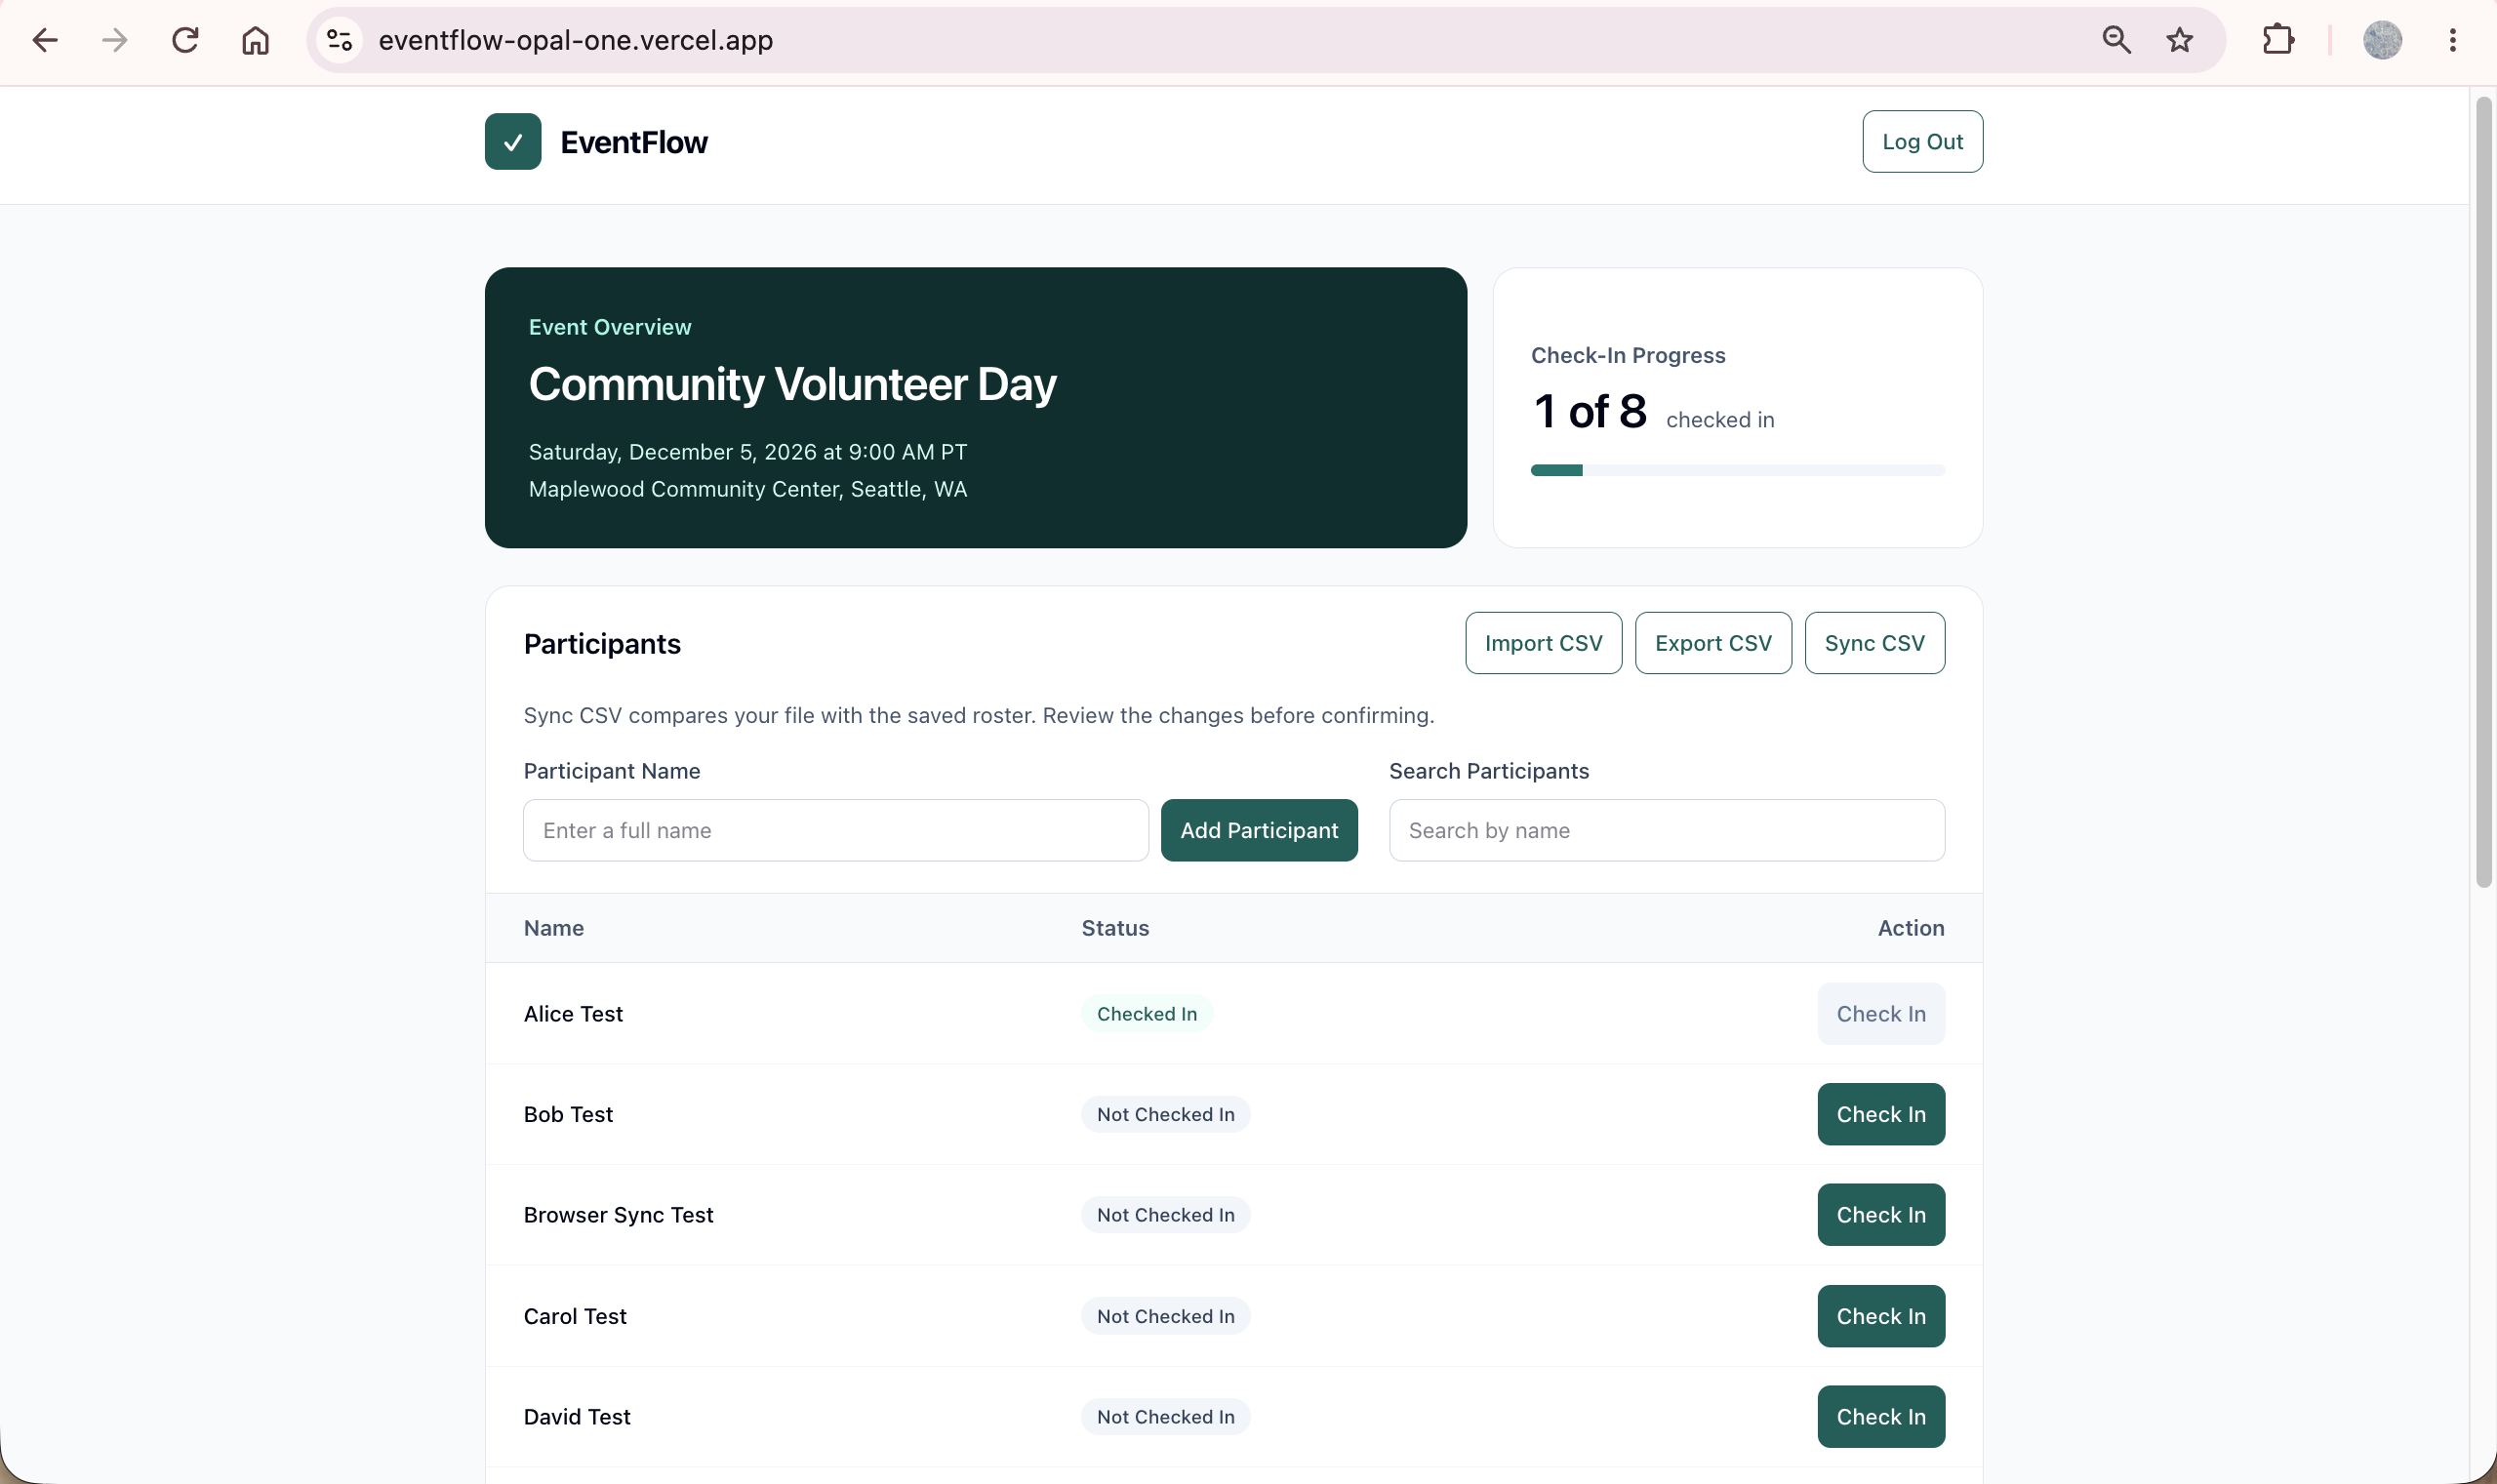 eventflow-opal-one.vercel.app
EventFlow
Log Out
Event Overview
Community Volunteer Day
Saturday, December 5, 2026 at 9:00 AM PT
Maplewood Community Center, Seattle, WA
Check-In Progress
1 of 8 checked in
Participants
Import CSV Export CSV Sync CSV
Sync CSV compares your file with the saved roster. Review the changes before confirming.
Participant Name
Enter a full name
Add Participant
Search Participants
Search by name
Name Status Action
Alice Test Checked In Check In
Bob Test Not Checked In Check In
Browser Sync Test Not Checked In Check In
Carol Test Not Checked In Check In
David Test Not Checked In Check In